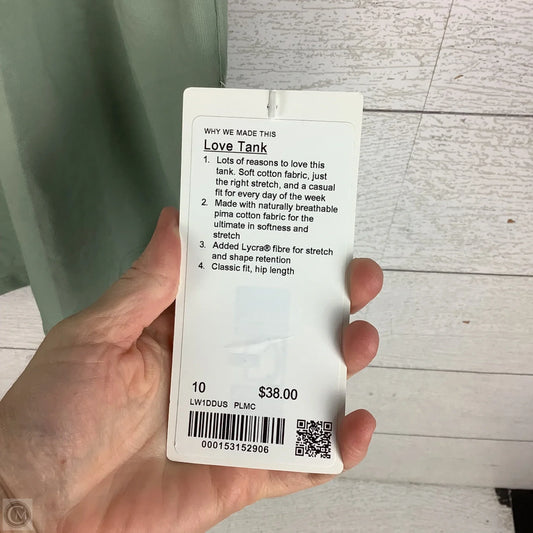 WHY WE MADE THIS
Love Tank
1. Lots of reasons to love this
tank. Soft cotton fabric, just
the right stretch, and a casual
fit for every day of the week
2. Made with naturally breathable
pima cotton fabric for the
ultimate in softness and
stretch
3. Added Lycra® fibre for stretch
and shape retention
4. Classic fit, hip length
10 $38.00
LW1DDUS PLMC
000153152906